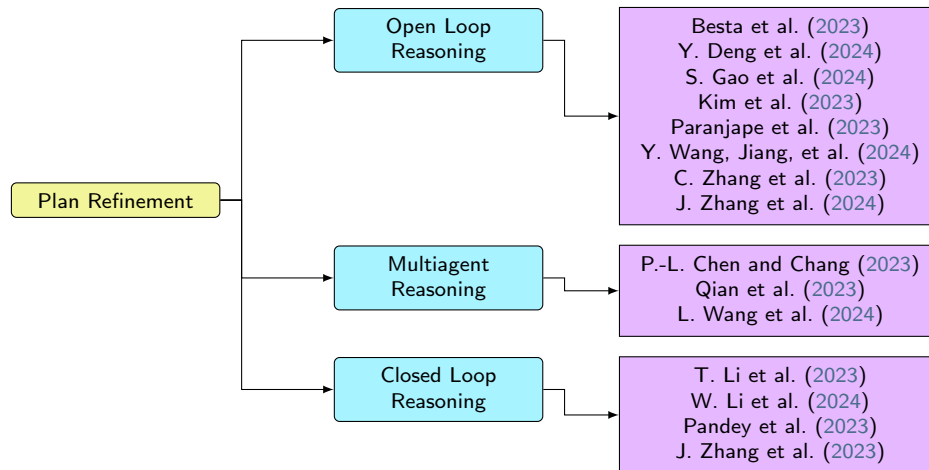 Plan Refinement
Open Loop
Reasoning
Besta et al. (2023)
Y. Deng et al. (2024)
S. Gao et al. (2024)
Kim et al. (2023)
Paranjape et al. (2023)
Y. Wang, Jiang, et al. (2024)
C. Zhang et al. (2023)
J. Zhang et al. (2024)
Multiagent
Reasoning
P.-L. Chen and Chang (2023)
Qian et al. (2023)
L. Wang et al. (2024)
Closed Loop
Reasoning
T. Li et al. (2023)
W. Li et al. (2024)
Pandey et al. (2023)
J. Zhang et al. (2023)